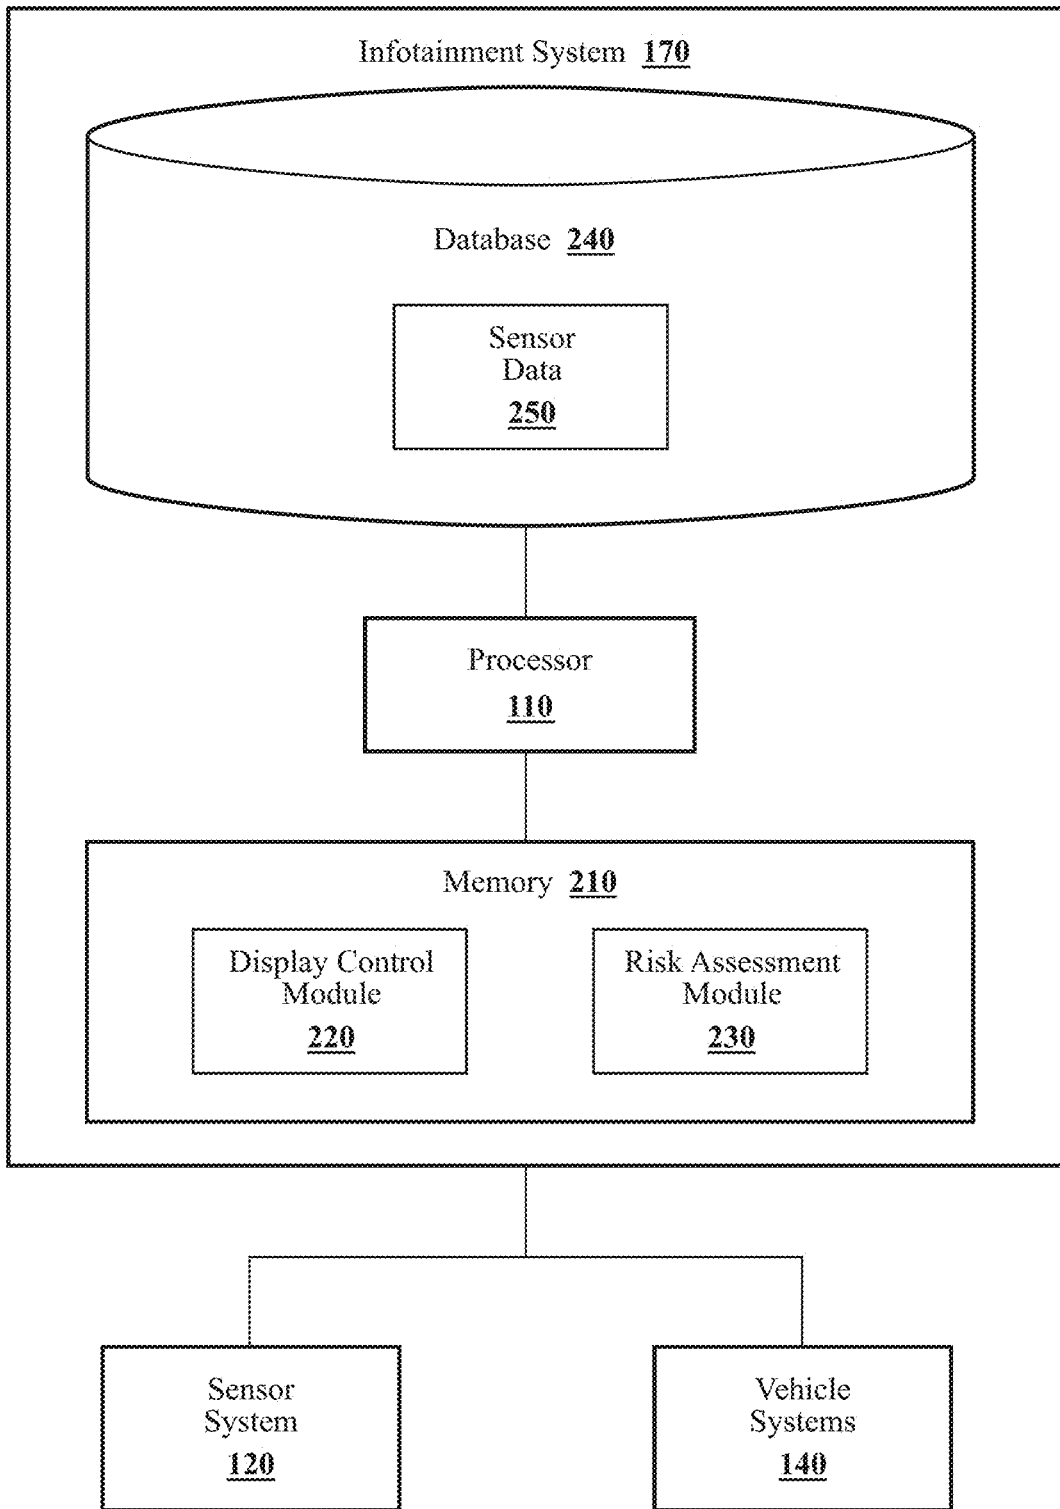 Infotainment System 170
Database 240
Sensor
Data
250
Processor
110
Memory 210
Display Control
Module
220
Risk Assessment
Module
230
Sensor
System
120
Vehicle
Systems
140